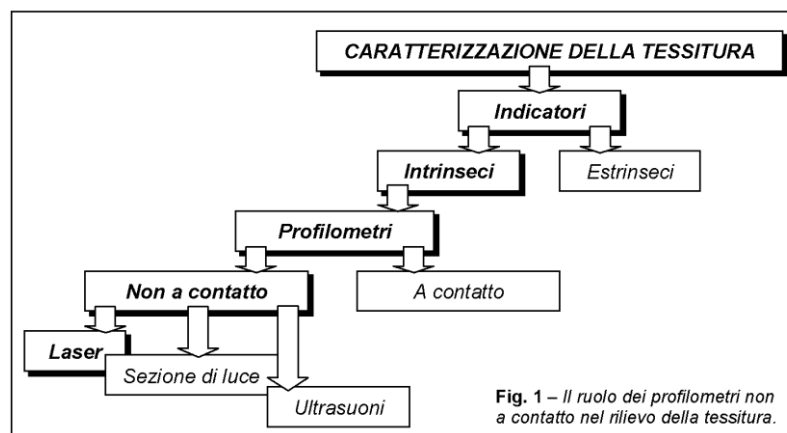 CARATTERIZZAZIONE DELLA TESSITURA
Indicatori
Intrinseci
Estrinseci
Profilometri
Non a contatto
A contatto
Laser
Sezione di luce
Ultrasuoni
Fig. 1 – Il ruolo dei profilometri non
a contatto nel rilievo della tessitura.